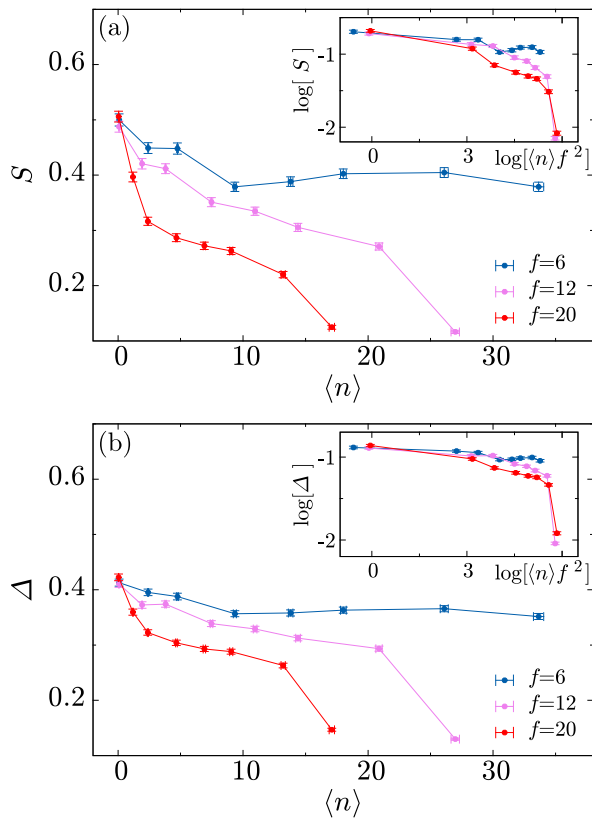 (a)
0.6
0.4
0.2
S
0 10 20 30
⟨n⟩
f=6
f=12
f=20
-1
-2
log[ S ]
0 3 log[⟨n⟩f ²]
(b)
0.6
0.4
0.2
Δ
0 10 20 30
⟨n⟩
f=6
f=12
f=20
-1
-2
log[Δ ]
0 3 log[⟨n⟩f ²]